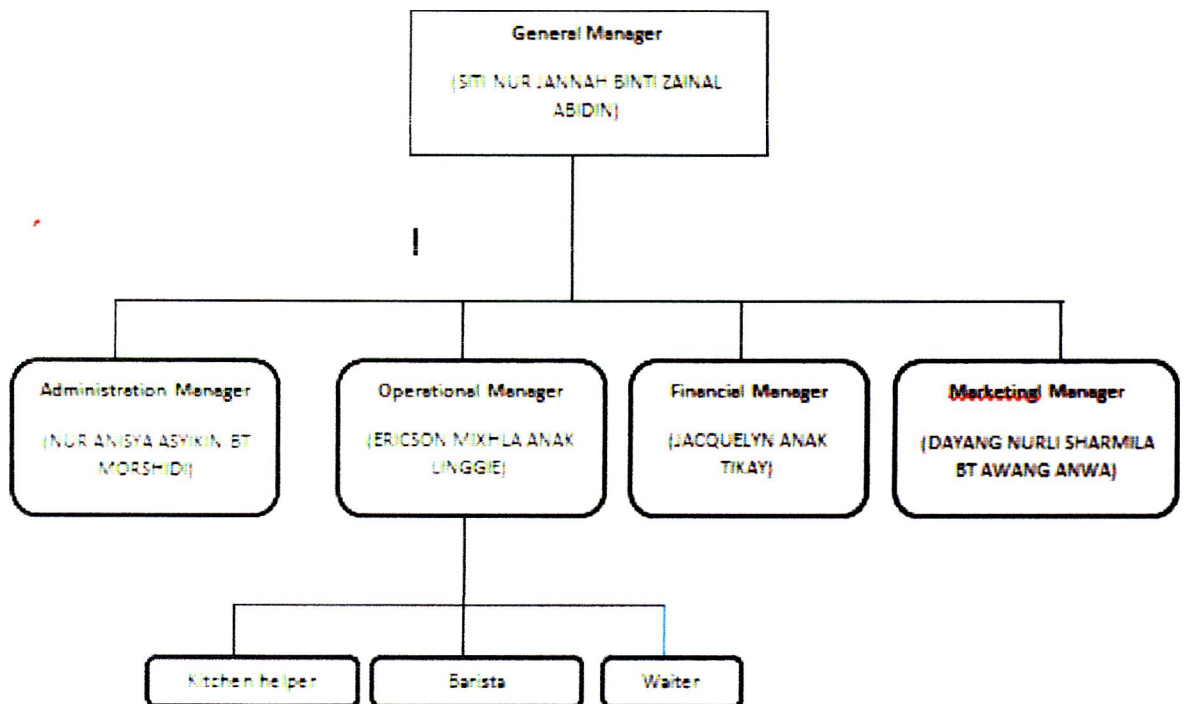 General Manager
(SITI NUR JANNAH BINTI ZAINAL
ABIDIN)
Administration Manager
(NUR ANISYA ASYIKIN BT
MORSHIDI)
Operational Manager
(ERICSON MIXHLA ANAK
LINGGIE)
Financial Manager
(JACQUELYN ANAK
TIKAY)
Marketingl Manager
(DAYANG NURLI SHARMILA
BT AWANG ANWA)
Kitchen helper
Barista
Waiter